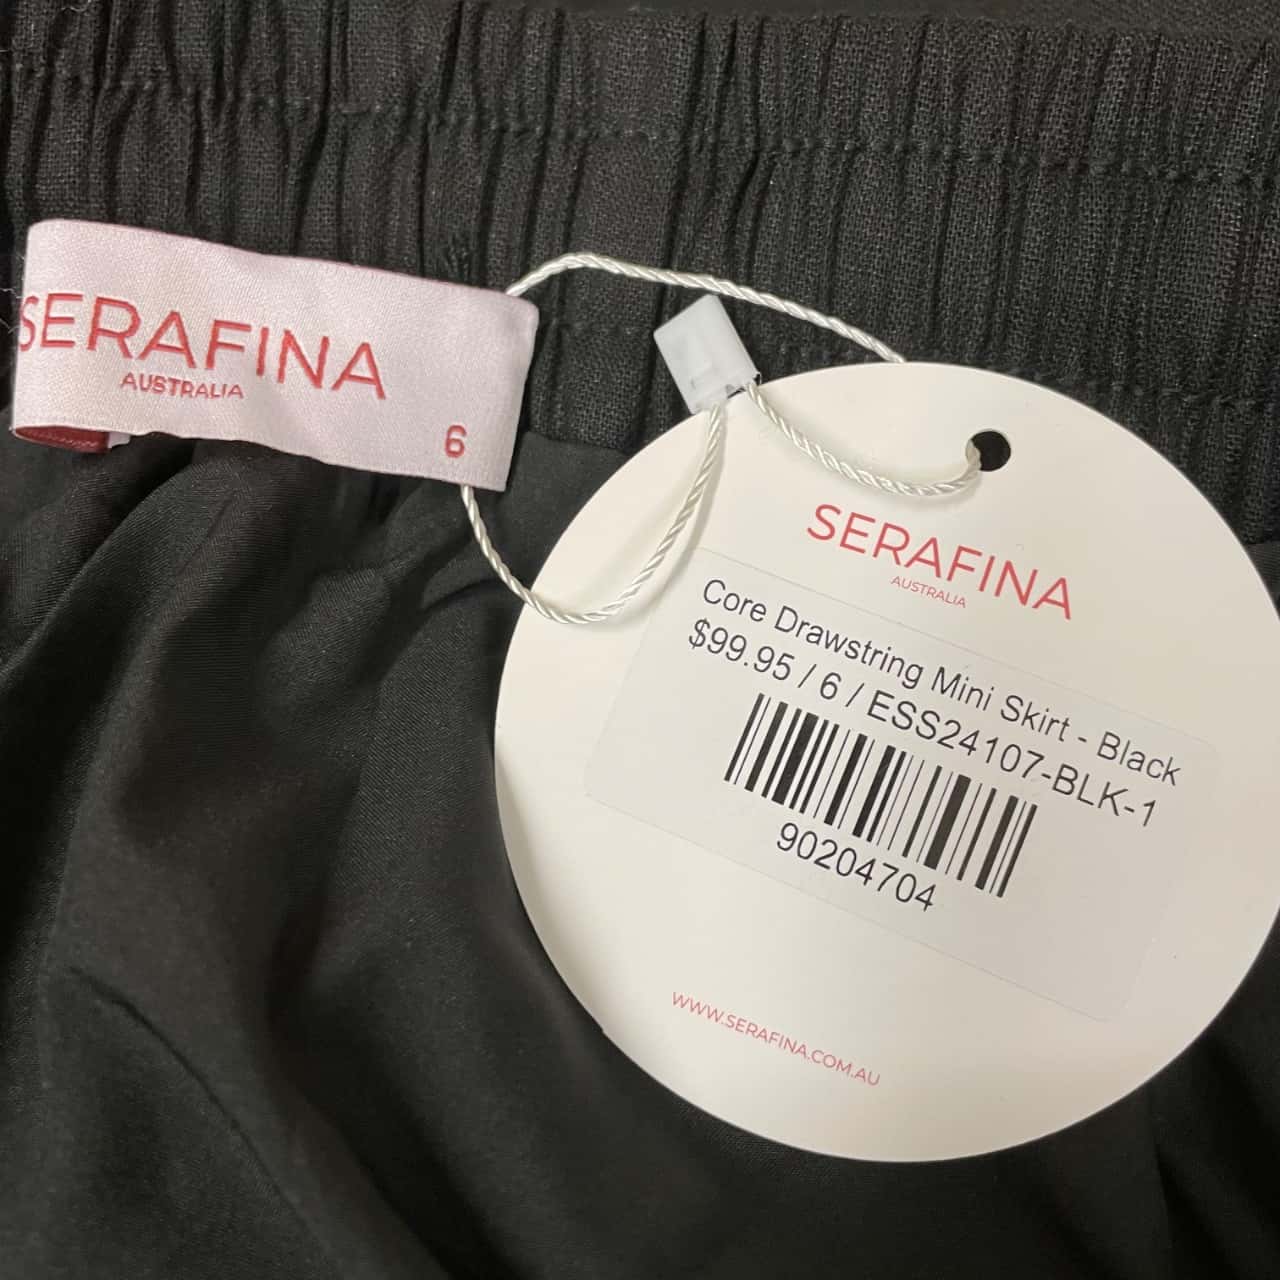 SERAFINA
AUSTRALIA
6
SERAFINA
AUSTRALIA
Core Drawstring Mini Skirt - Black
$99.95 / 6 / ESS24107-BLK-1
90204704
WWW.SERAFINA.COM.AU